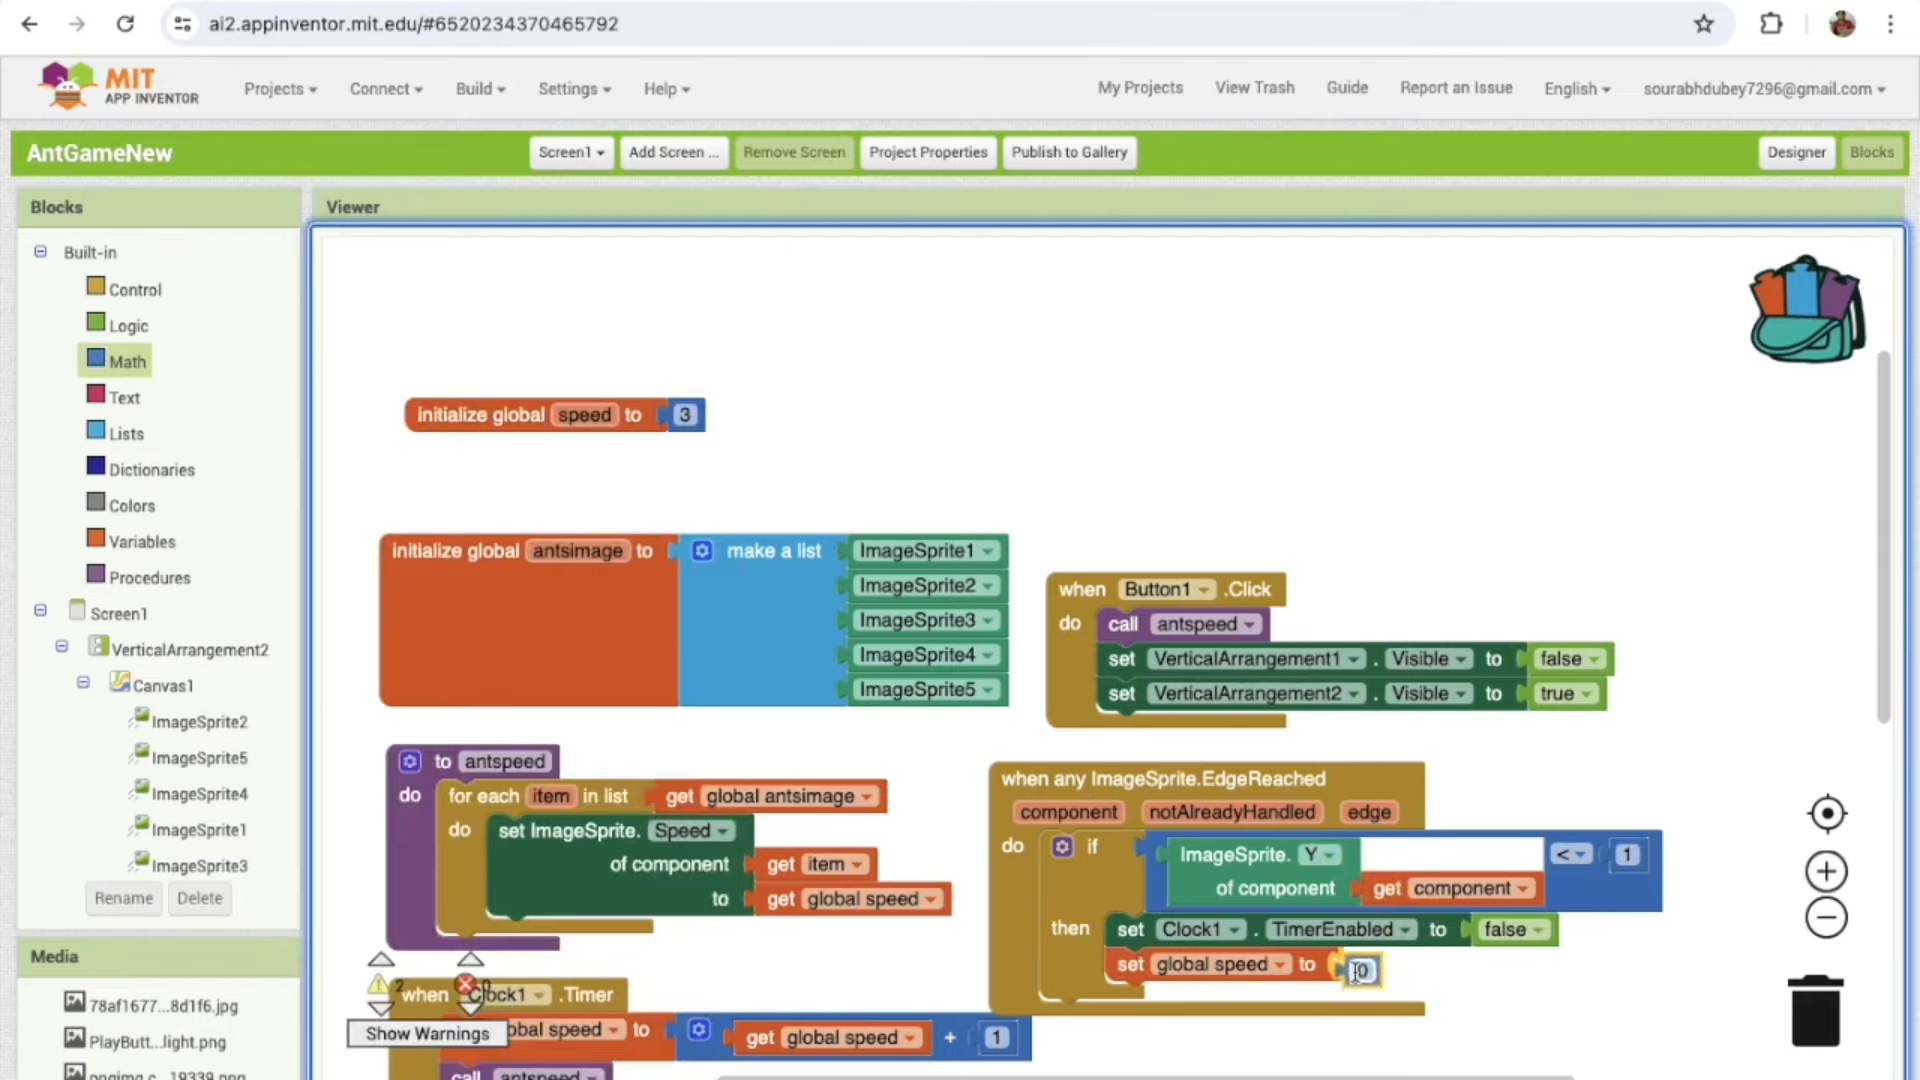 ai2.appinventor.mit.edu/#6520234370465792
MIT
APP INVENTOR
Projects Connect Build Settings Help My Projects View Trash Guide Report an Issue English sourabhdubey7296@gmail.com
AntGameNew Screen1 Add Screen ... Remove Screen Project Properties Publish to Gallery Designer Blocks
Blocks
Viewer
Built-in
Control
Logic
Math
Text
Lists
Dictionaries
Colors
Variables
Procedures
Screen1
VerticalArrangement2
Canvas1
ImageSprite2
ImageSprite5
ImageSprite4
ImageSprite1
ImageSprite3
Rename Delete
Media
78af1677...8d1f6.jpg
PlayButt...light.png
initialize global speed to 3
initialize global antsimage to make a list ImageSprite1
ImageSprite2
ImageSprite3
ImageSprite4
ImageSprite5
when Button1 .Click
do call antspeed
set VerticalArrangement1 . Visible to false
set VerticalArrangement2 . Visible to true
to antspeed
do for each item in list get global antsimage
do set ImageSprite. Speed
of component get item
to get global speed
when any ImageSprite.EdgeReached
component notAlreadyHandled edge
do if ImageSprite. Y < 1
of component get component
then set Clock1 . TimerEnabled to false
set global speed to 0
2
when Clock1 .Timer
Show Warnings
speed to get global speed + 1
call antspeed